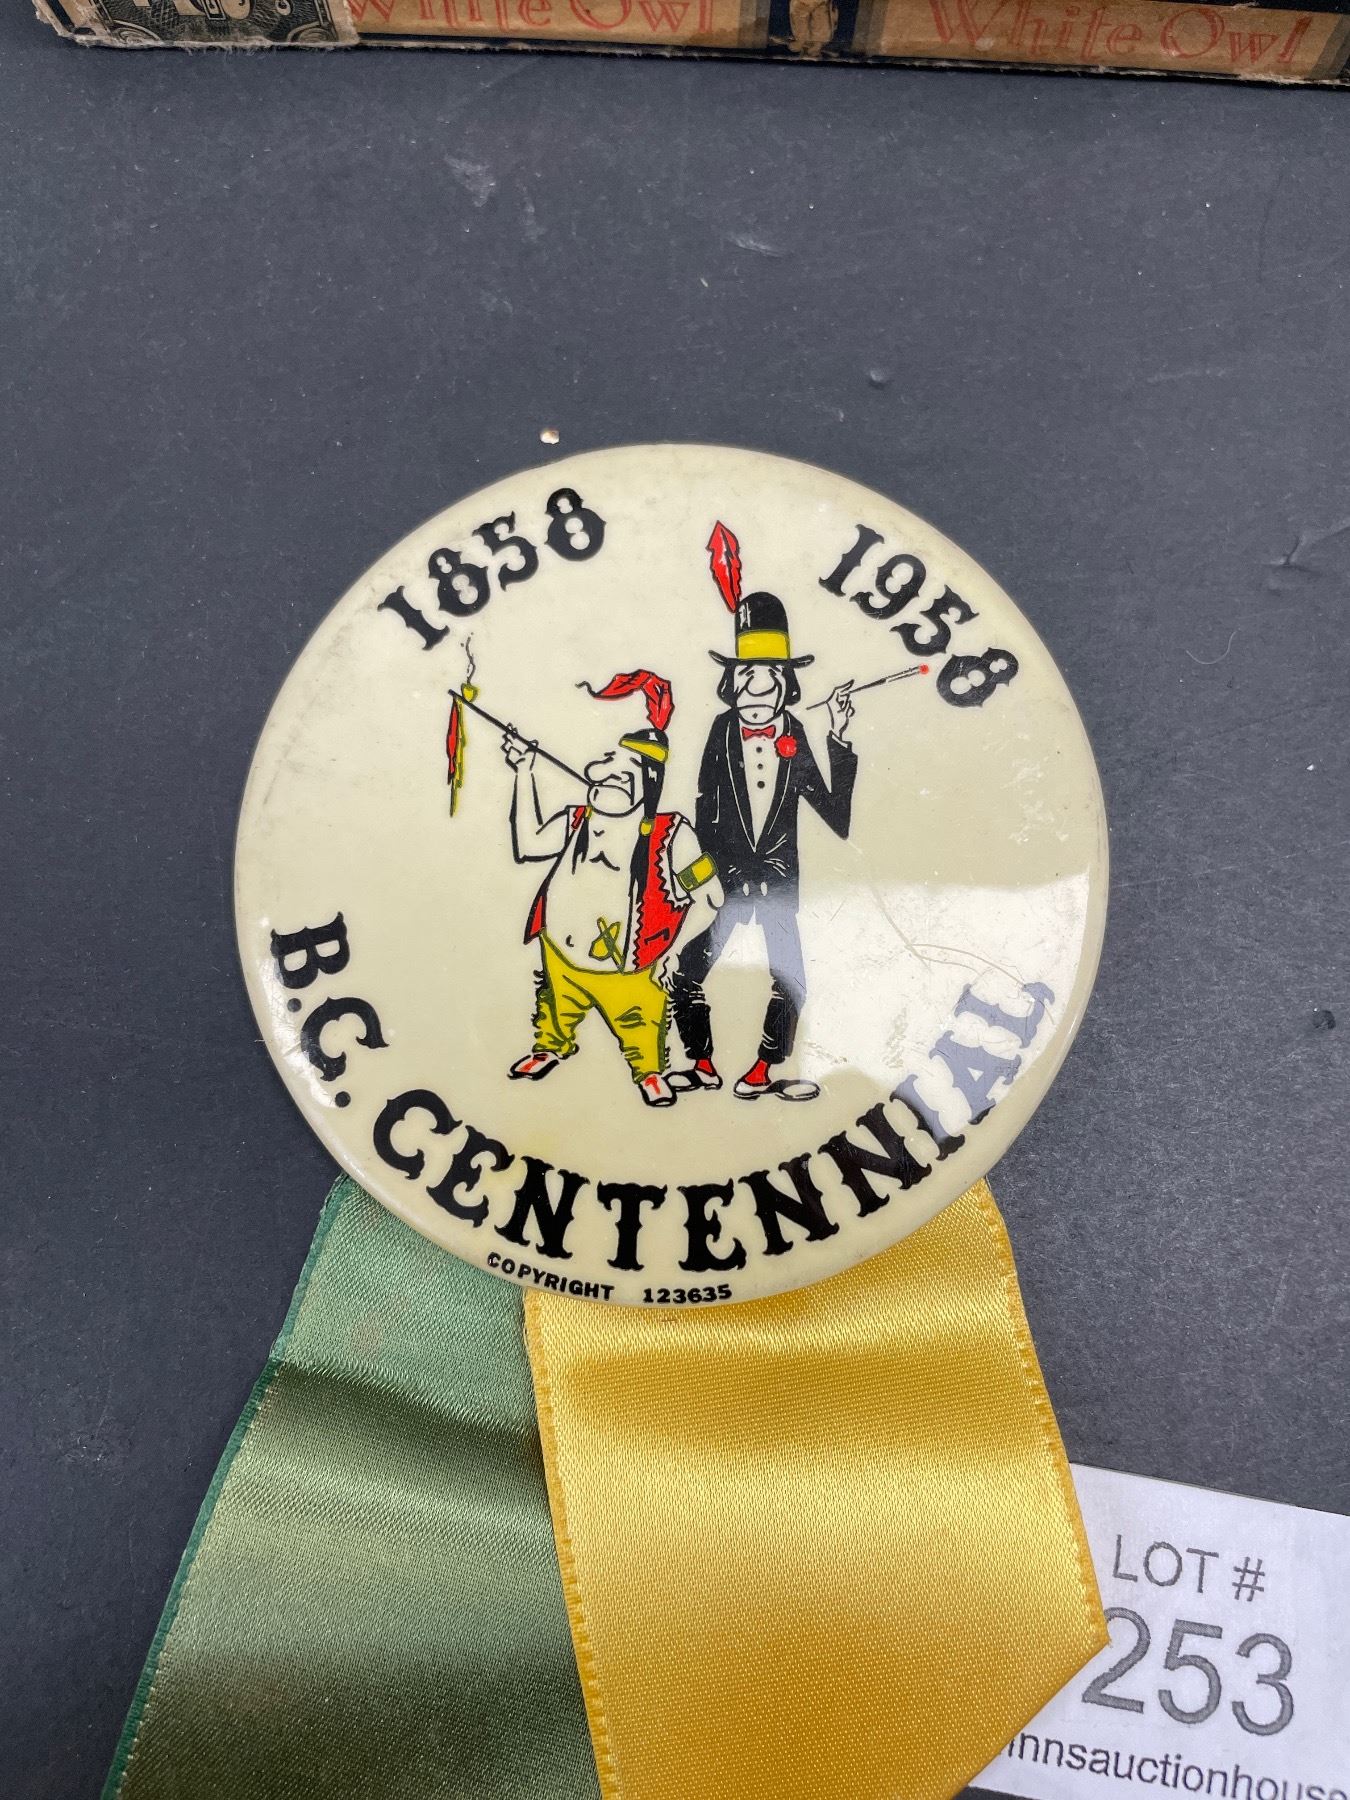 White Owl
White Owl
1858
1958
B.C. CENTENNIAL
COPYRIGHT 123635
LOT #
253